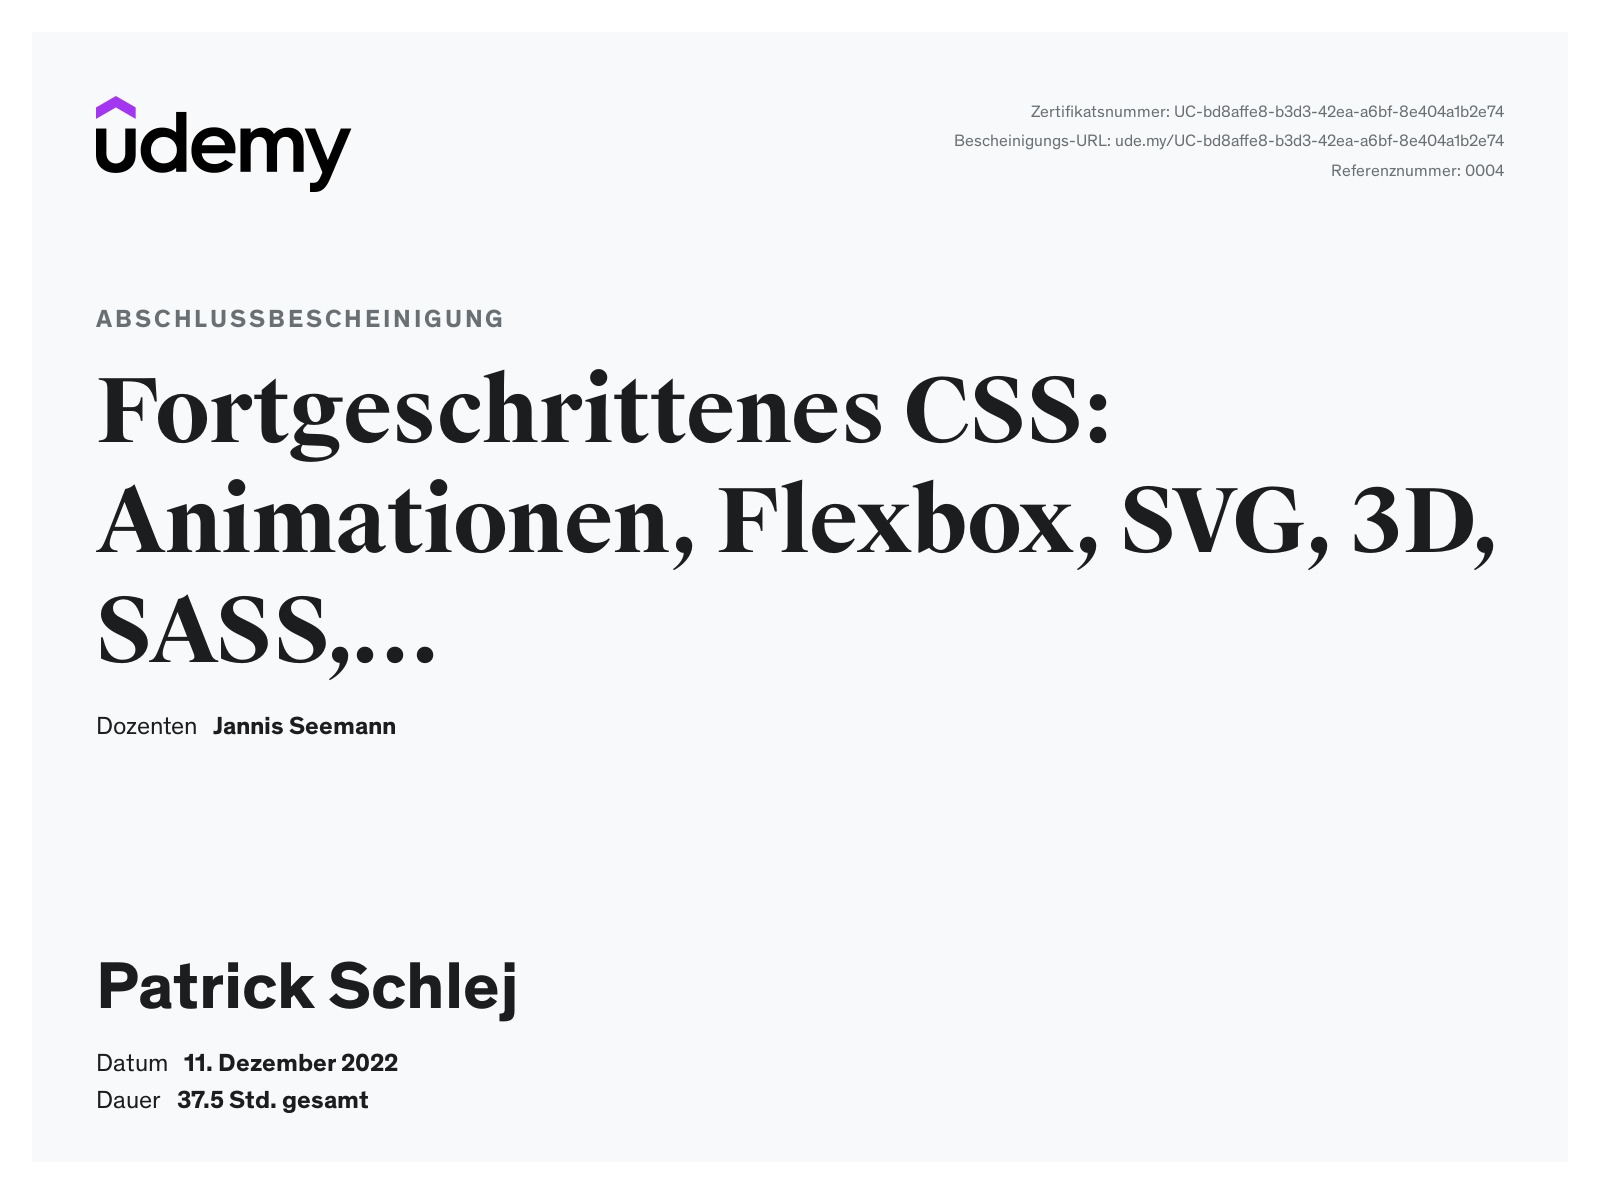 udemy
Zertifikatsnummer: UC-bd8affe8-b3d3-42ea-a6bf-8e404a1b2e74
Bescheinigungs-URL: ude.my/UC-bd8affe8-b3d3-42ea-a6bf-8e404a1b2e74
Referenznummer: 0004
ABSCHLUSSBESCHEINIGUNG
Fortgeschrittenes CSS:
Animationen, Flexbox, SVG, 3D,
SASS,...
Dozenten Jannis Seemann
Patrick Schlej
Datum 11. Dezember 2022
Dauer 37.5 Std. gesamt